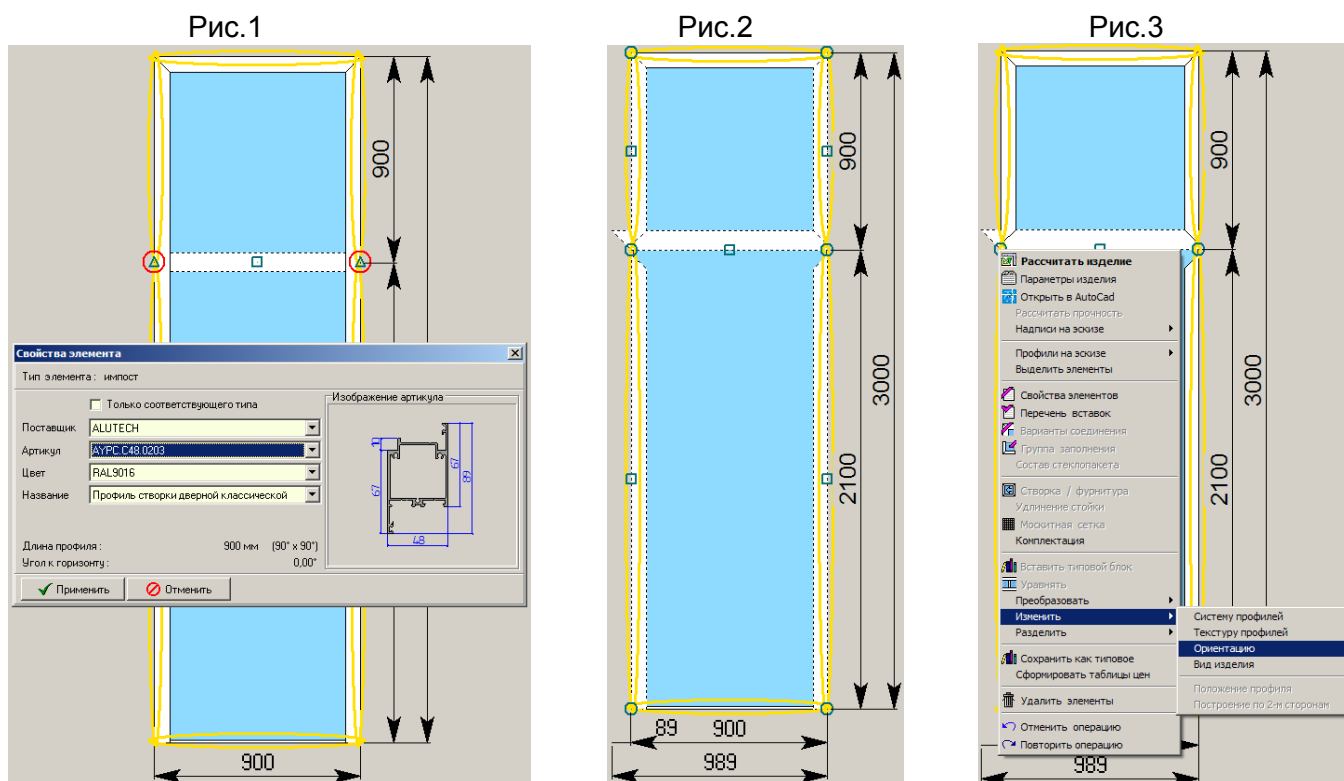 Рис.1
Рис.2
Рис.3
900
900
Свойства элемента
Тип элемента: импост
Только соответствующего типа
Поставщик ALUTECH
Артикул AYPC.C48.0203
Цвет RAL9016
Название Профиль створки дверной классической
Длина профиля: 900 мм (90° x 90°)
Угол к горизонту: 0,00°
Применить
Отменить
Изображение артикула
67
67
89
48
900
3000
2100
89 900
989
900
3000
2100
989
Рассчитать изделие
Параметры изделия
Открыть в AutoCad
Рассчитать прочность
Надписи на эскизе
Профили на эскизе
Выделить элементы
Свойства элементов
Перечень вставок
Варианты соединения
Группа заполнения
Состав стеклопакета
Створка / фурнитура
Удлинение стойки
Москитная сетка
Комплектация
Вставить типовой блок
Уравнять
Преобразовать
Изменить
Разделить
Сохранить как типовое
Сформировать таблицы цен
Удалить элементы
Отменить операцию
Повторить операцию
Систему профилей
Текстуру профилей
Ориентацию
Вид изделия
Положение профиля
Построение по 2-м сторонам